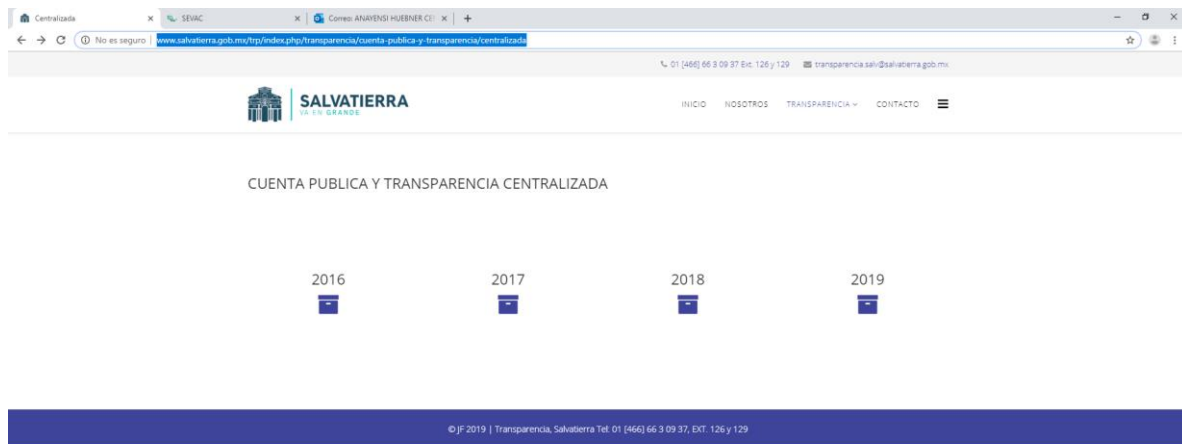 Centralizada
SEVAC
Correo: ANAYENSI HUEBNER CE
No es seguro | www.salvatierra.gob.mx/trp/index.php/transparencia/cuenta-publica-y-transparencia/centralizada
01 [466] 66 3 09 37 Ext. 126 y 129 transparencia.salv@salvatierra.gob.mx
SALVATIERRA
VA EN GRANDE
INICIO NOSOTROS TRANSPARENCIA CONTACTO
CUENTA PUBLICA Y TRANSPARENCIA CENTRALIZADA
2016 2017 2018 2019
© JF 2019 | Transparencia, Salvatierra Tel: 01 [466] 66 3 09 37, EXT. 126 y 129